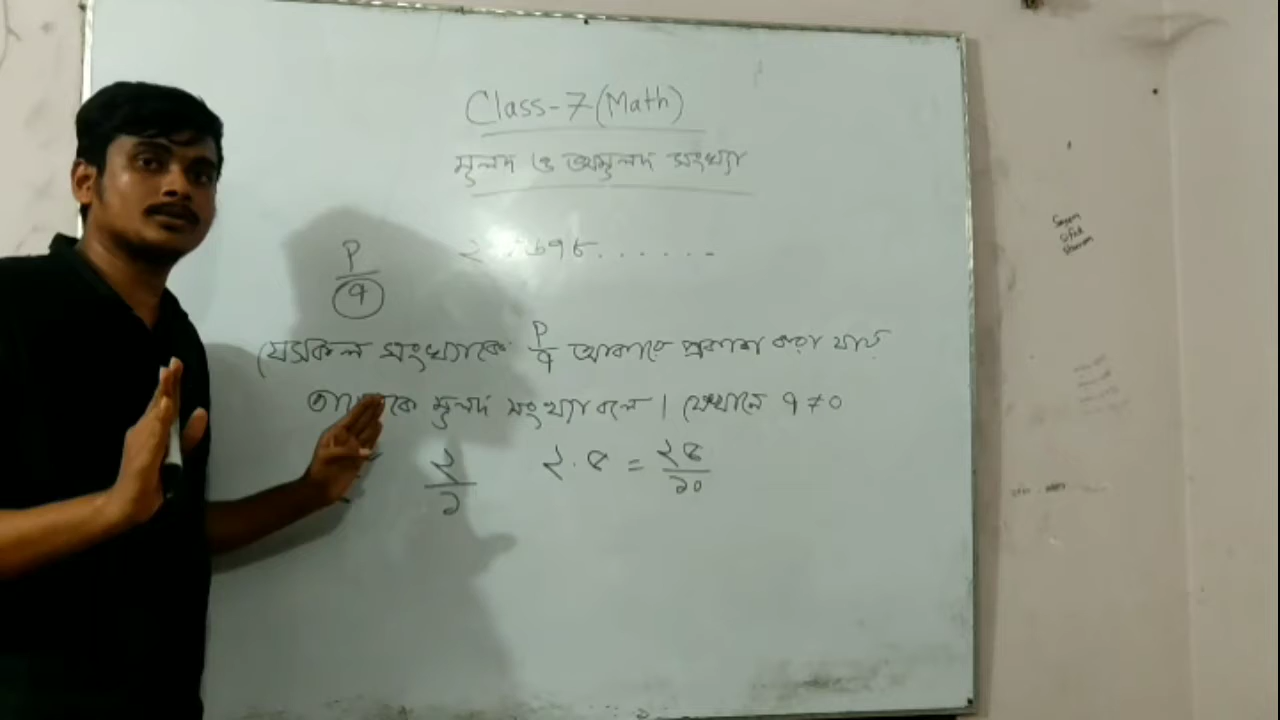 Class-7 (Math)
মূলদ ও অমূলদ সংখ্যা
p/q
যেসকল সংখ্যাকে p/q আকারে প্রকাশ করা যায়
মূলদ সংখ্যা বলে। যেখানে q ≠ 0
২/১ ২.৫ = ২৫/১০